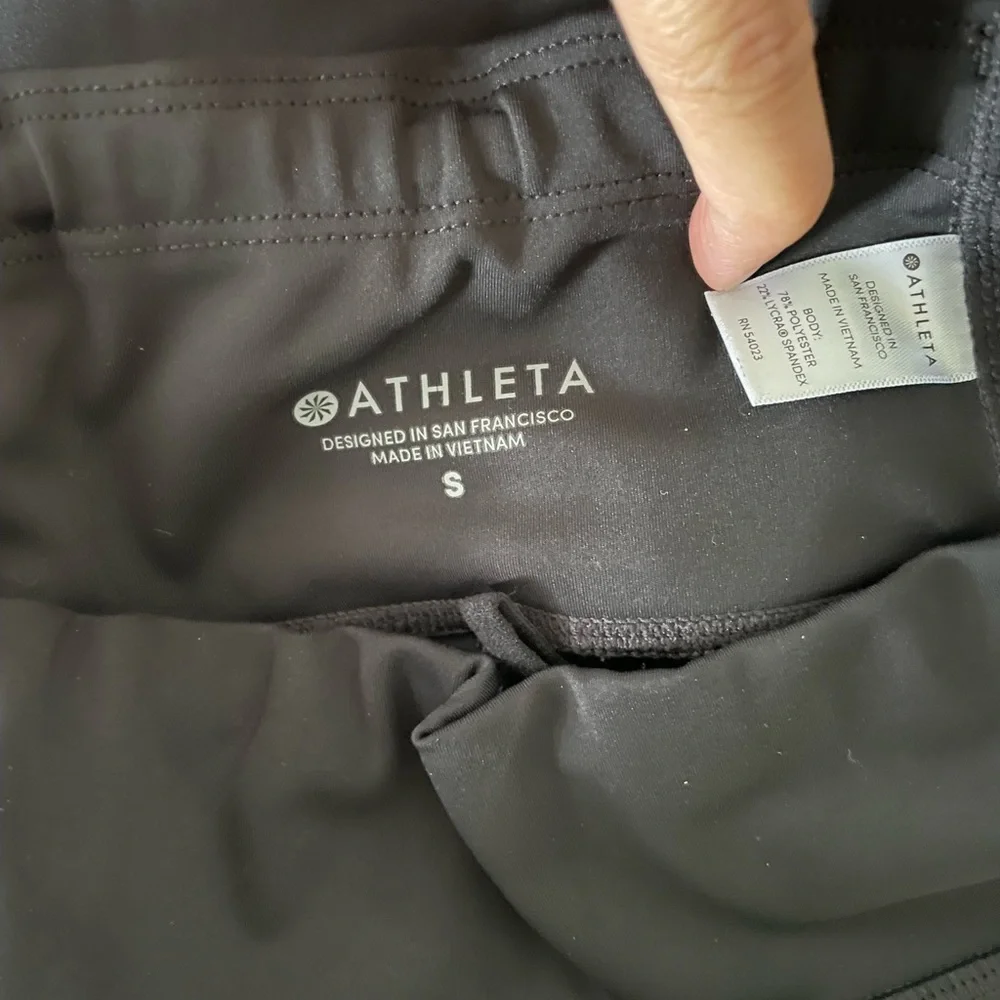 ATHLETA
DESIGNED IN SAN FRANCISCO
MADE IN VIETNAM
S
ATHLETA
DESIGNED IN
SAN FRANCISCO
MADE IN VIETNAM
BODY:
78% POLYESTER
22% LYCRA® SPANDEX
RN 54023